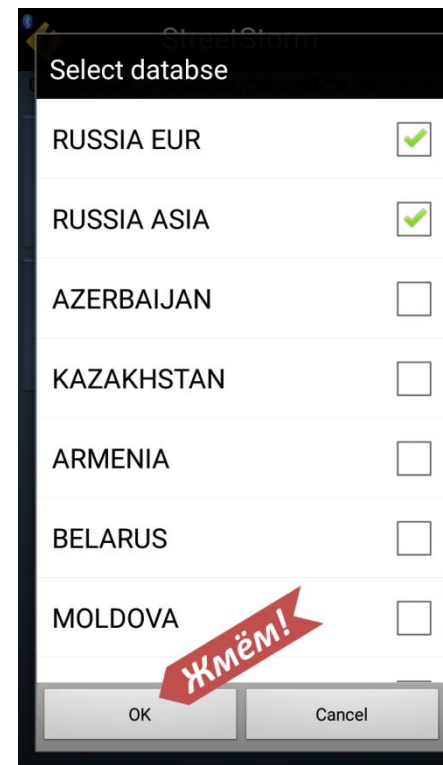 StreetStorm
Select databse
RUSSIA EUR
RUSSIA ASIA
AZERBAIJAN
KAZAKHSTAN
ARMENIA
BELARUS
MOLDOVA
Жмём!
OK
Cancel